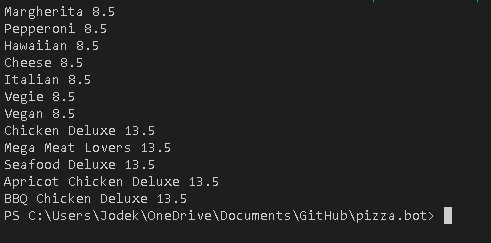 Margherita 8.5
Pepperoni 8.5
Hawaiian 8.5
Cheese 8.5
Italian 8.5
Vegie 8.5
Vegan 8.5
Chicken Deluxe 13.5
Mega Meat Lovers 13.5
Seafood Deluxe 13.5
Apricot Chicken Deluxe 13.5
BBQ Chicken Deluxe 13.5
PS C:\Users\Jodek\OneDrive\Documents\GitHub\pizza.bot>